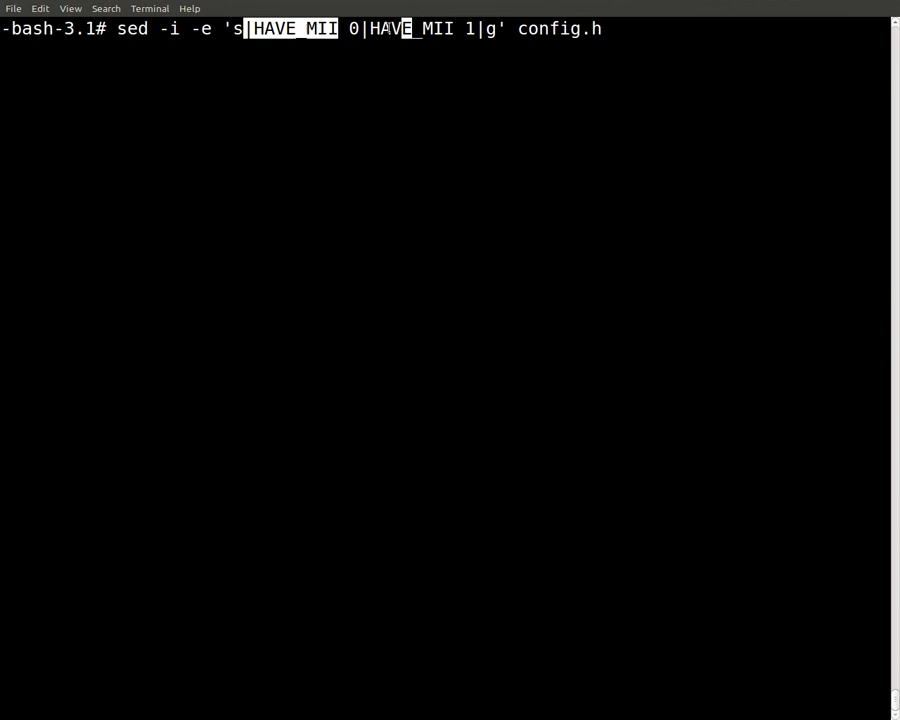 File Edit View Search Terminal Help
-bash-3.1# sed -i -e 's|HAVE_MII 0|HAVE_MII 1|g' config.h